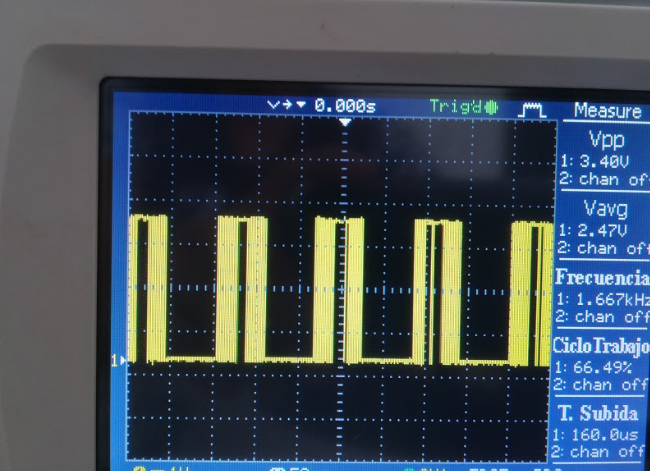 0.000s Trig'd Measure
Vpp
1: 3.40V
2: chan off
Vavg
1: 2.47V
2: chan off
Frecuencia
1: 1.667kHz
2: chan off
CicloTrabajo
1: 66.49%
2: chan off
T. Subida
1: 160.0us
2: chan off
1